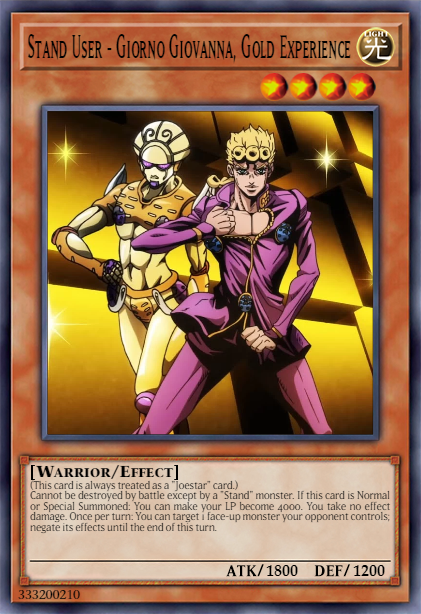 Stand User - Giorno Giovanna, Gold Experience
LIGHT
光
[Warrior/Effect]
(This card is always treated as a "Joestar" card.)
Cannot be destroyed by battle except by a "Stand" monster. If this card is Normal
or Special Summoned: You can make your LP become 4000. You take no effect
damage. Once per turn: You can target 1 face-up monster your opponent controls;
negate its effects until the end of this turn.
ATK/1800 DEF/1200
333200210